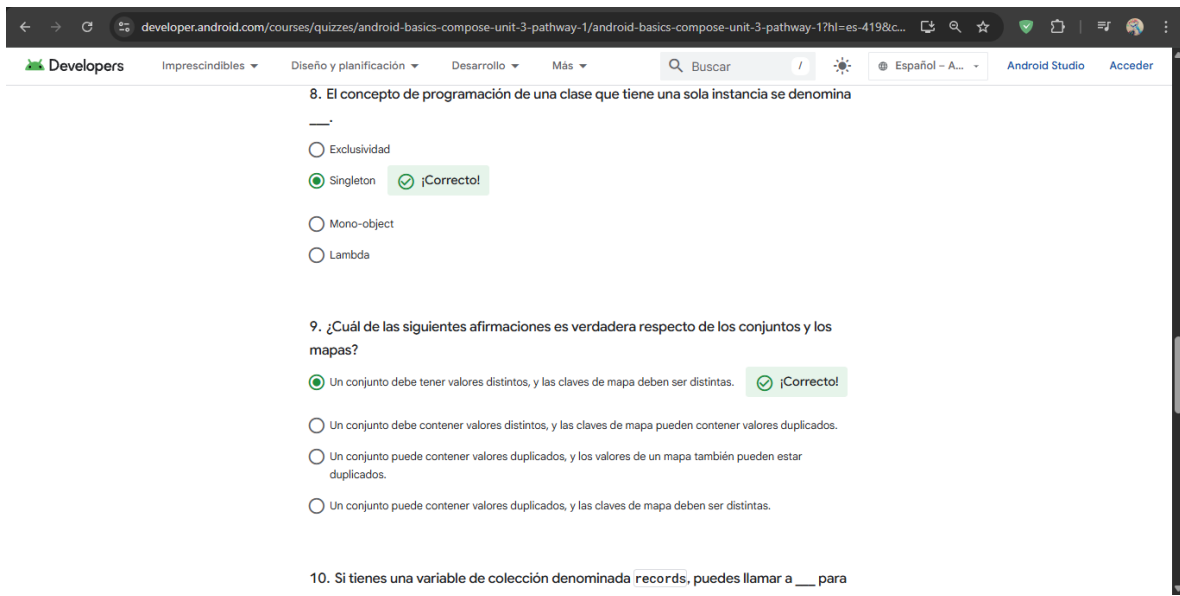 developer.android.com/courses/quizzes/android-basics-compose-unit-3-pathway-1/android-basics-compose-unit-3-pathway-1?hl=es-419&c...
Developers Imprescindibles Diseño y planificación Desarrollo Más Buscar / Español – A... Android Studio Acceder
8. El concepto de programación de una clase que tiene una sola instancia se denomina
___.
Exclusividad
Singleton ¡Correcto!
Mono-object
Lambda
9. ¿Cuál de las siguientes afirmaciones es verdadera respecto de los conjuntos y los
mapas?
Un conjunto debe tener valores distintos, y las claves de mapa deben ser distintas. ¡Correcto!
Un conjunto debe contener valores distintos, y las claves de mapa pueden contener valores duplicados.
Un conjunto puede contener valores duplicados, y los valores de un mapa también pueden estar
duplicados.
Un conjunto puede contener valores duplicados, y las claves de mapa deben ser distintas.
10. Si tienes una variable de colección denominada records, puedes llamar a ___ para